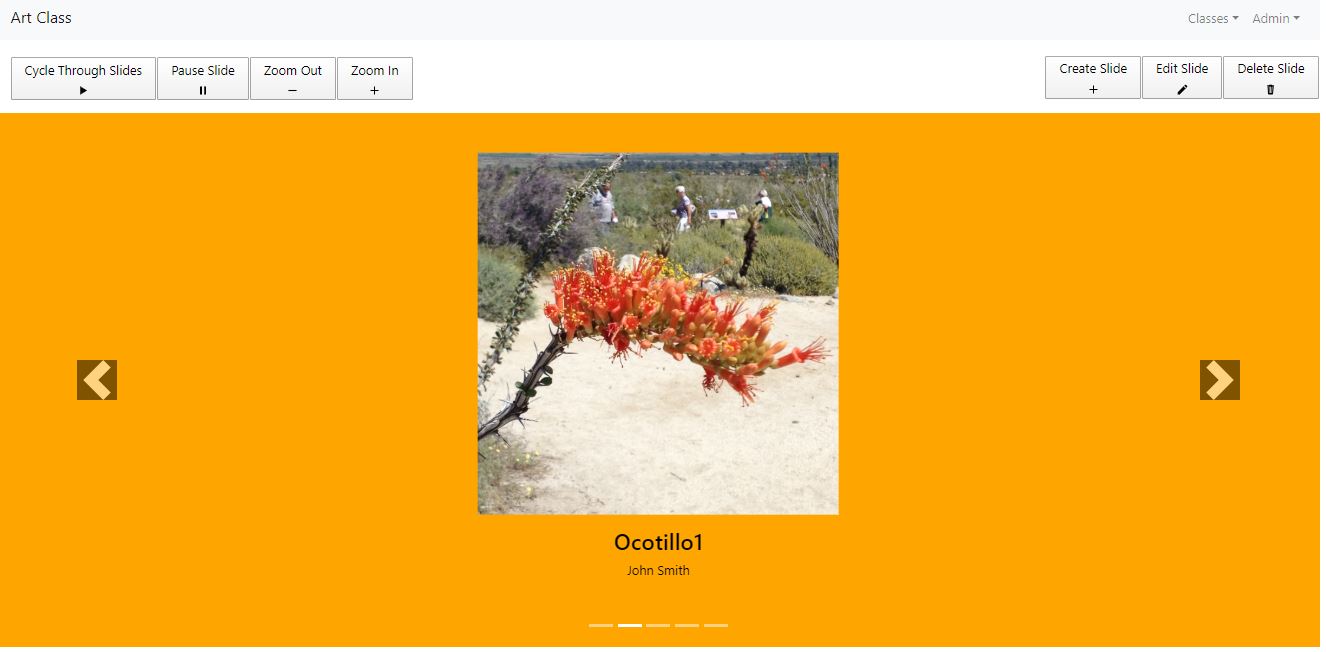 Art Class
Classes
Admin
Cycle Through Slides
Pause Slide
Zoom Out
Zoom In
Create Slide
Edit Slide
Delete Slide
Ocotillo1
John Smith